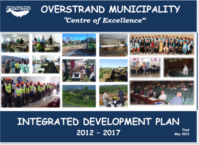 OVERSTRAND MUNICIPALITY
"Centre of Excellence"
INTEGRATED DEVELOPMENT PLAN
2012 - 2017
Final
May 2012